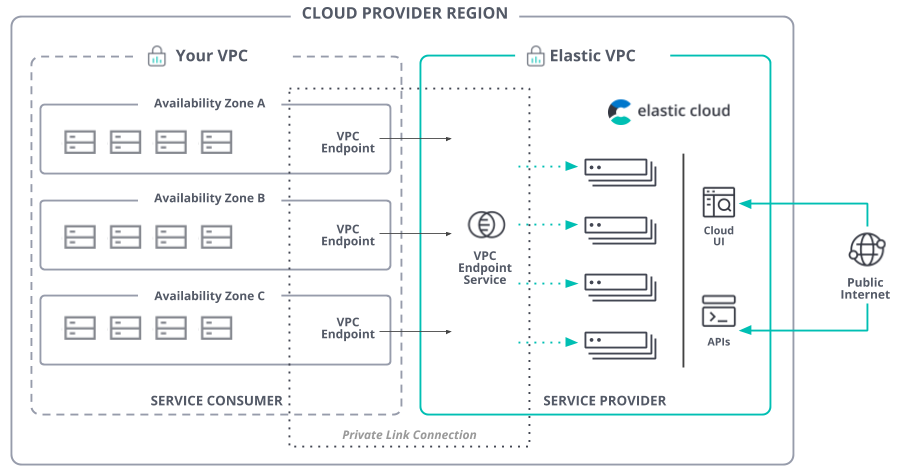 CLOUD PROVIDER REGION
Your VPC
Elastic VPC
Availability Zone A
VPC
Endpoint
Availability Zone B
VPC
Endpoint
Availability Zone C
VPC
Endpoint
SERVICE CONSUMER
VPC
Endpoint
Service
Private Link Connection
elastic cloud
Cloud
UI
APIs
SERVICE PROVIDER
Public
Internet